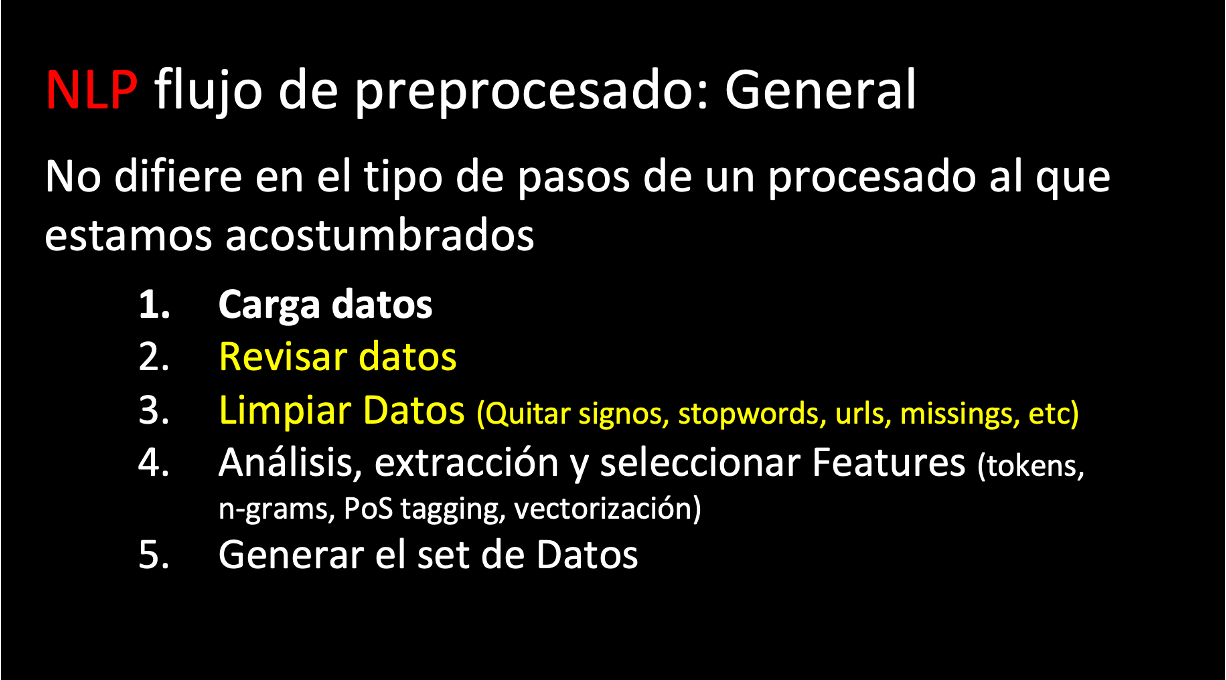 NLP flujo de preprocesado: General
No difiere en el tipo de pasos de un procesado al que
estamos acostumbrados
1. Carga datos
2. Revisar datos
3. Limpiar Datos (Quitar signos, stopwords, urls, missings, etc)
4. Análisis, extracción y seleccionar Features (tokens,
n-grams, PoS tagging, vectorización)
5. Generar el set de Datos